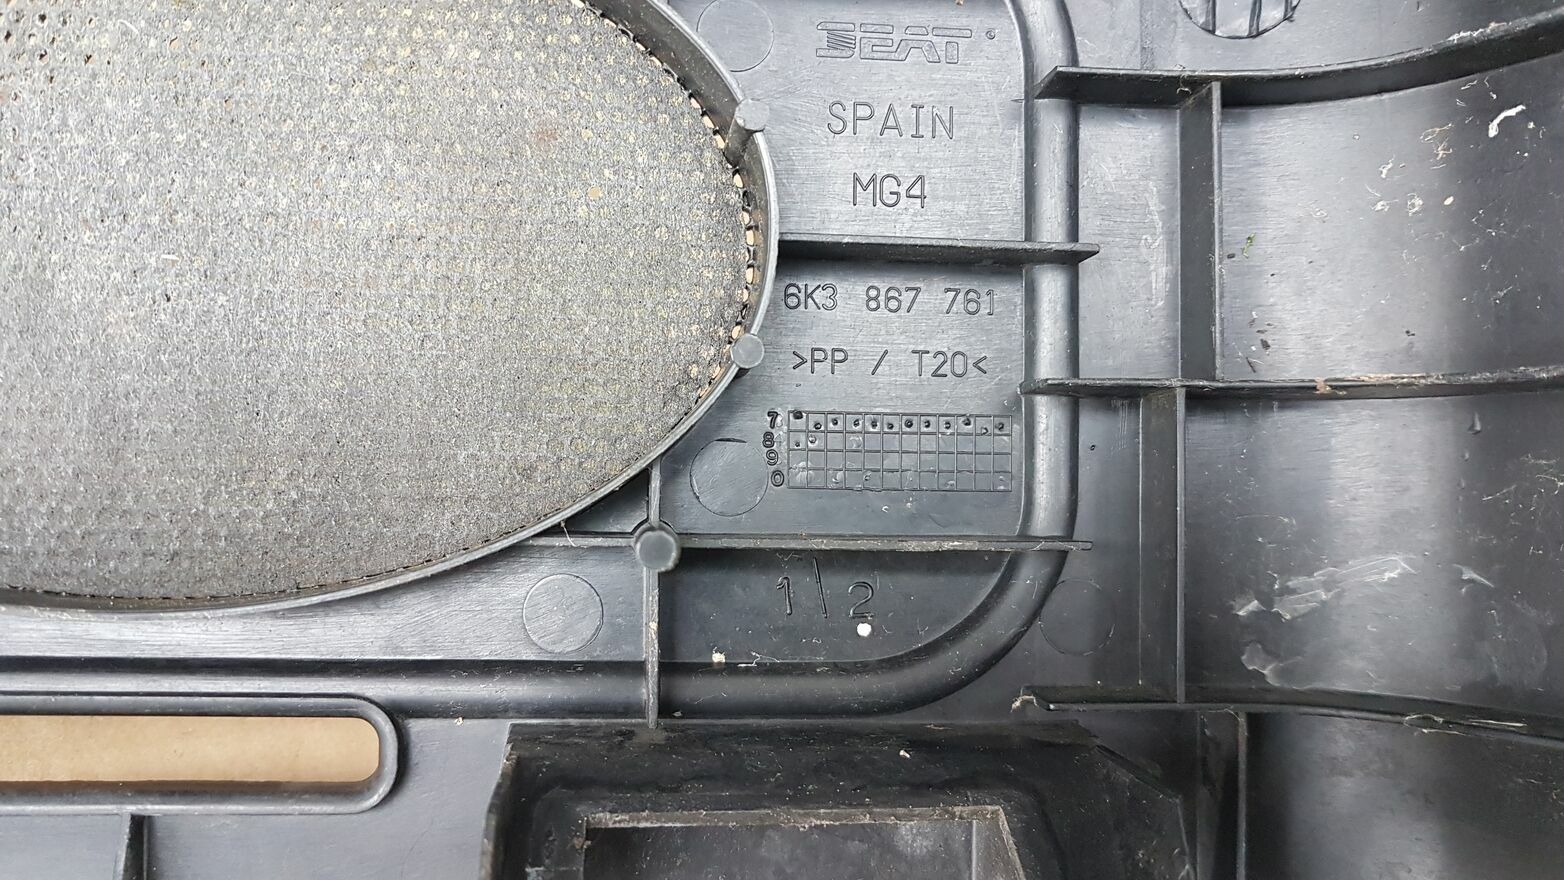 SEAT
SPAIN
MG4
6K3 867 761
>PP / T20<
7
8
9
0
1\2